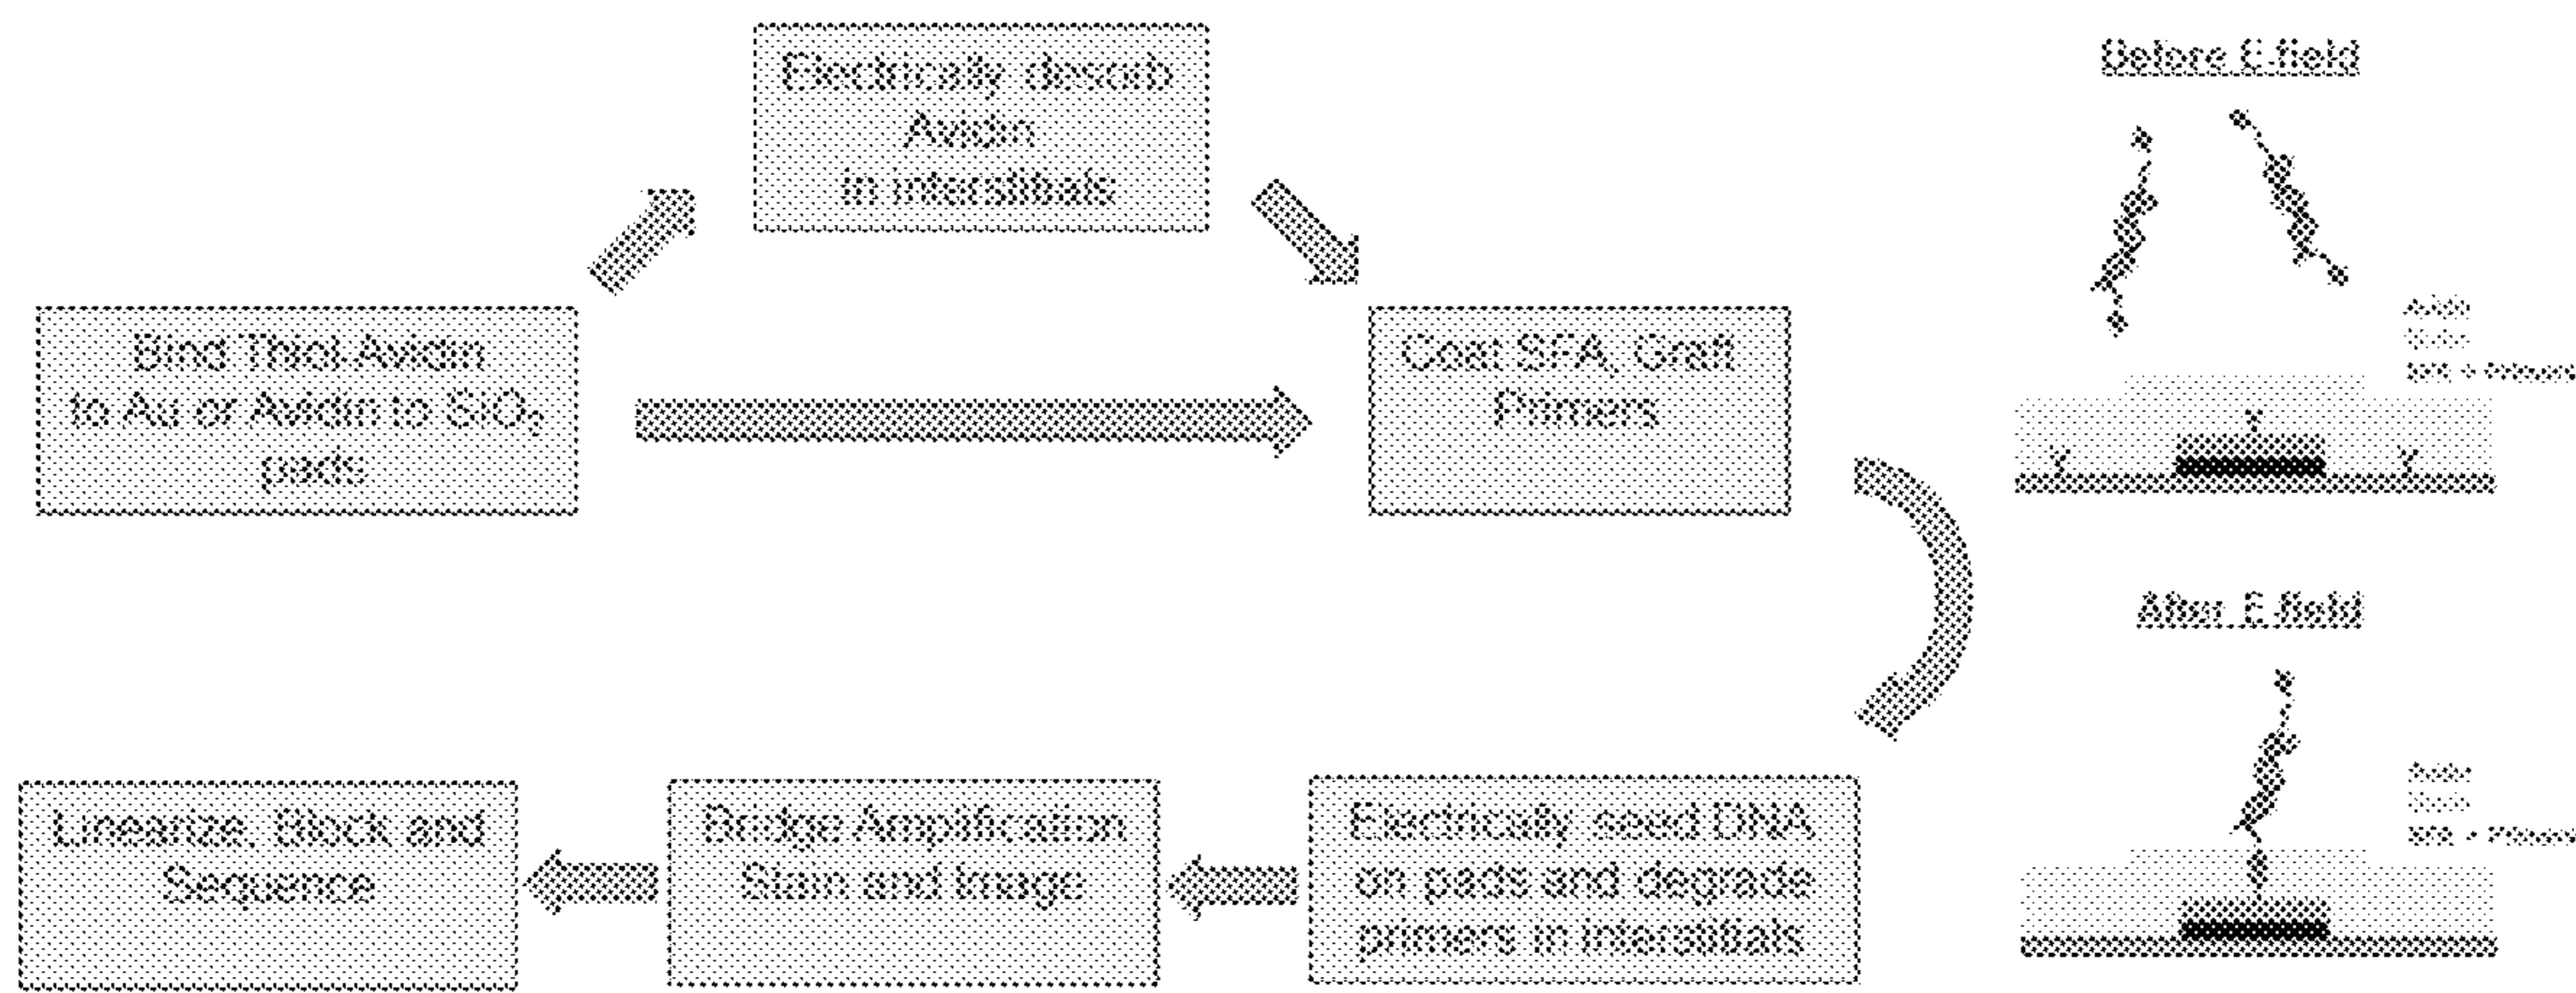 Electrically desorb
Avidin
in interstitials
Bind Thiol Avidin
to Au or Avidin to SiO₂
pads
Coat SFA, Graft
Primers
Before E-field
After E-field
Electrically seed DNA
on pads and degrade
primers in interstitials
Bridge Amplification
Stain and Image
Linearize, Block and
Sequence